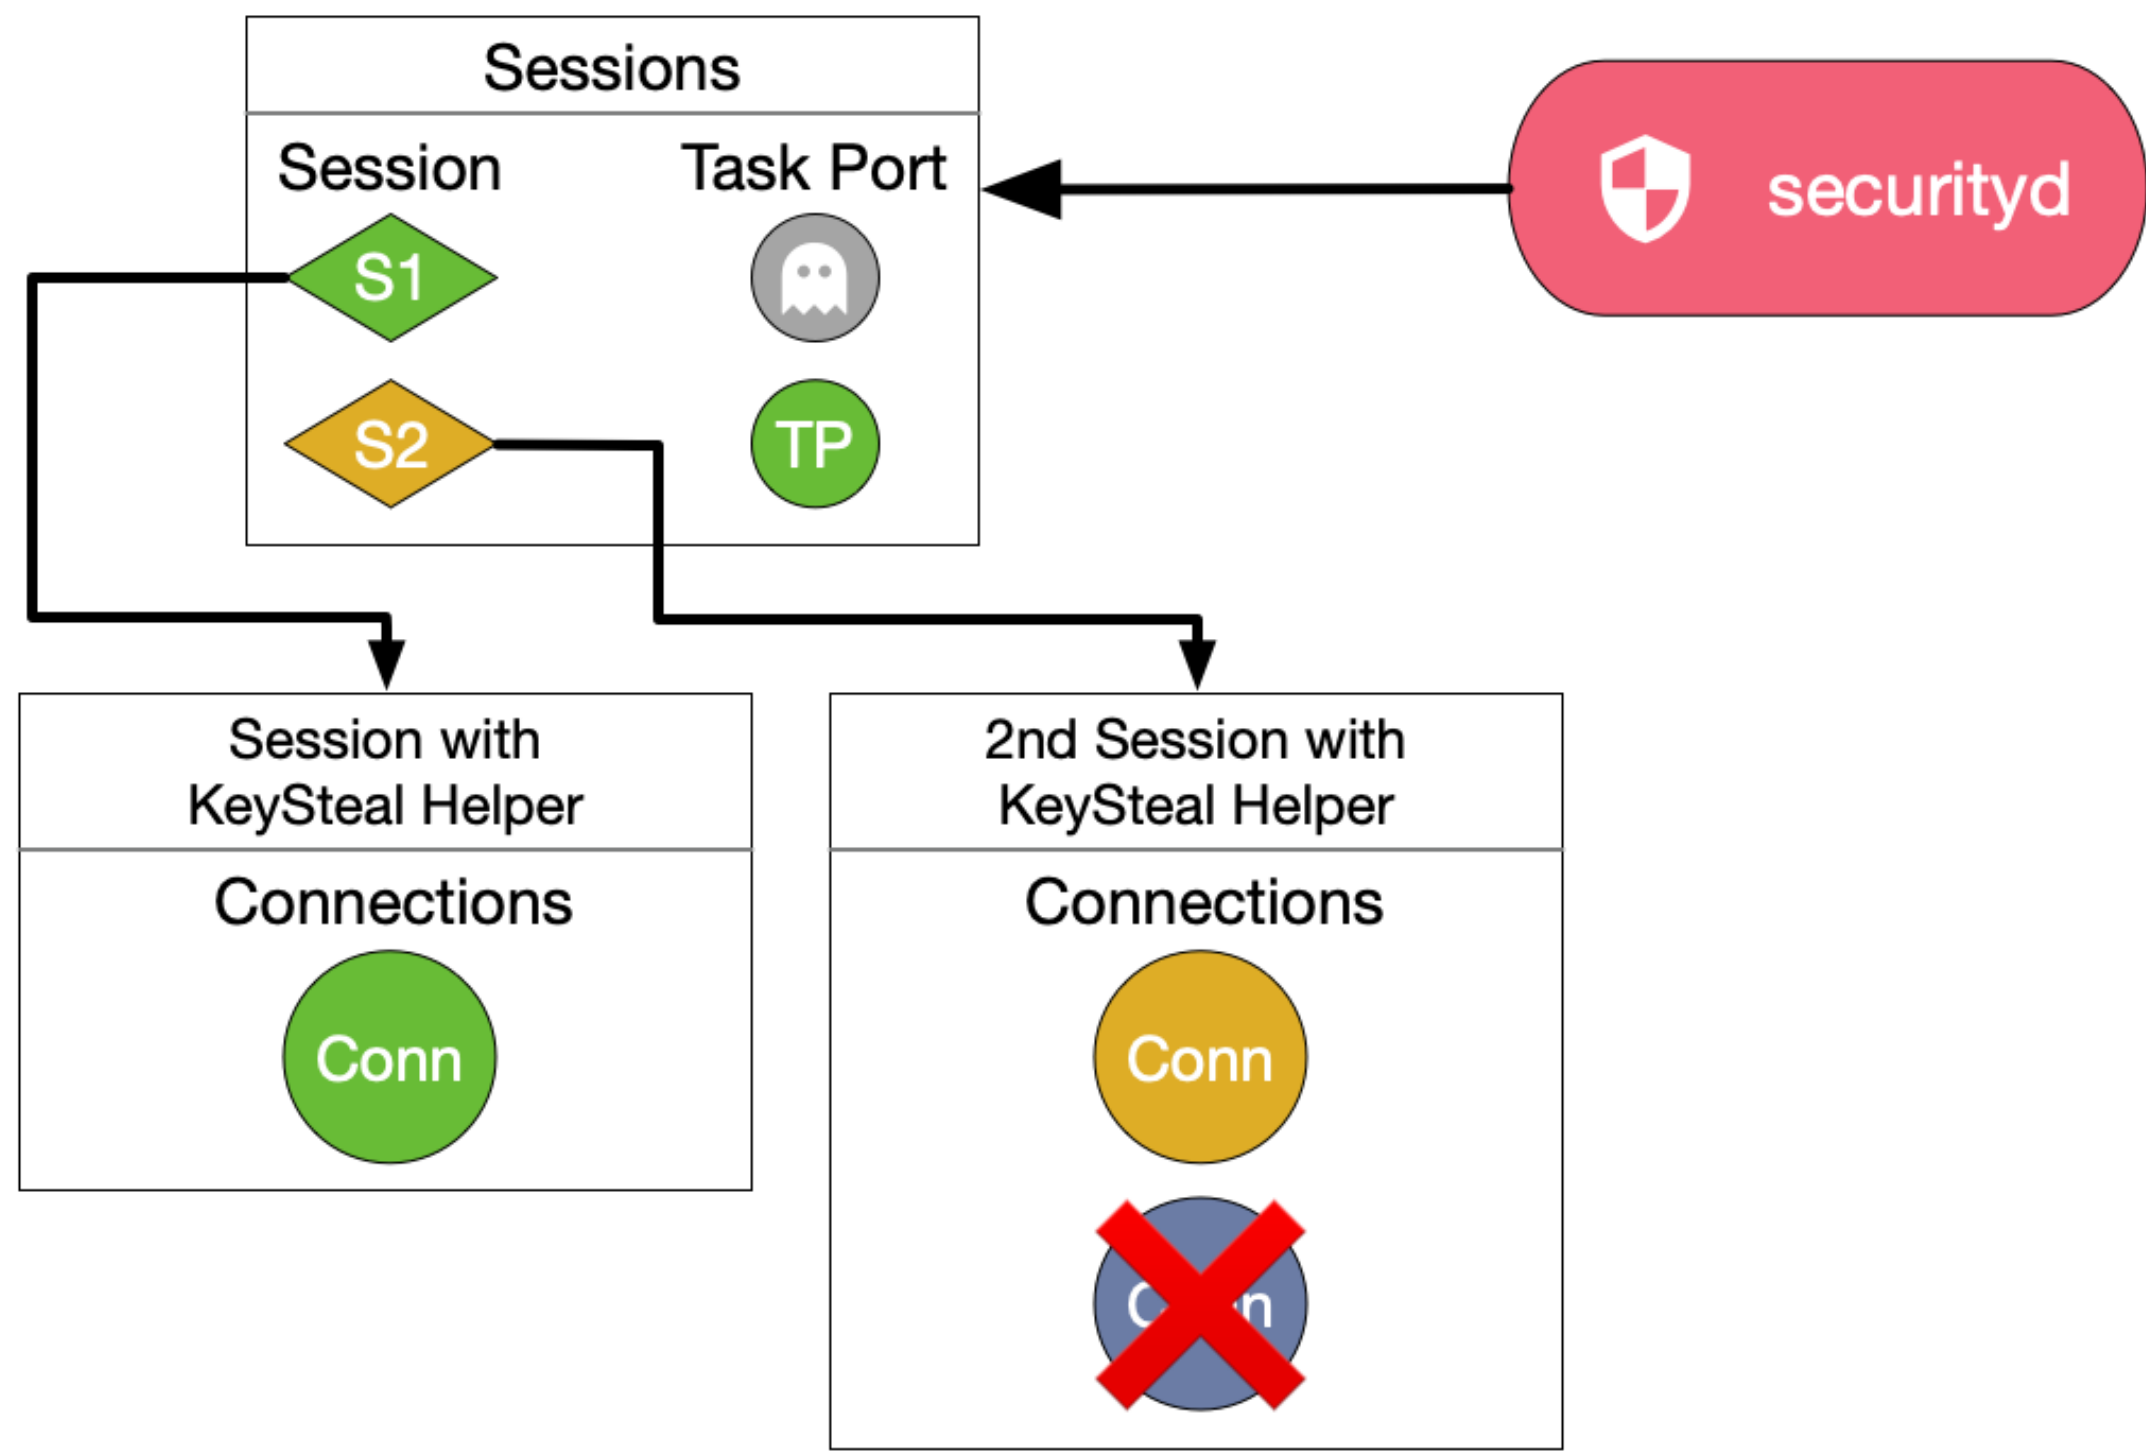 Sessions
Session
Task Port
securityd
S1
S2
TP
Session with
KeySteal Helper
Connections
Conn
2nd Session with
KeySteal Helper
Connections
Conn